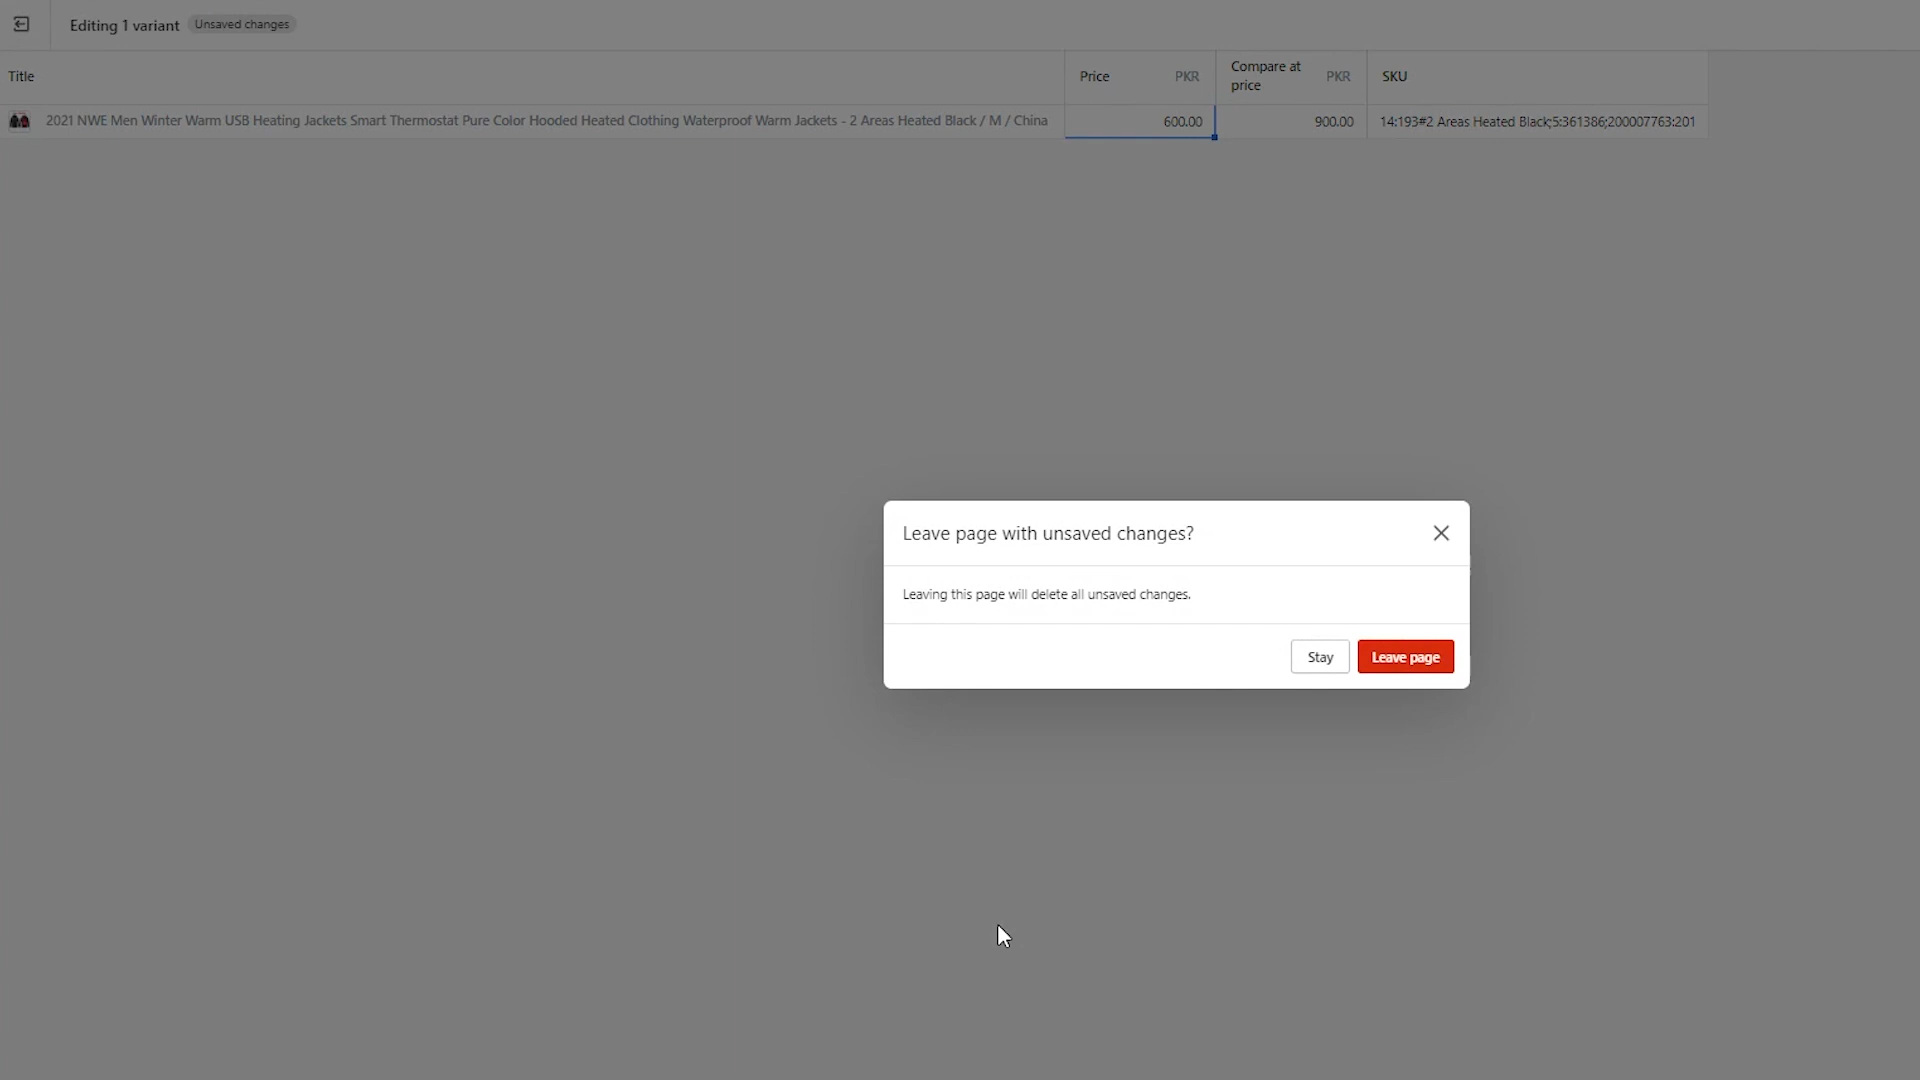 Editing 1 variant Unsaved changes
Title Price PKR Compare at price PKR SKU
2021 NWE Men Winter Warm USB Heating Jackets Smart Thermostat Pure Color Hooded Heated Clothing Waterproof Warm Jackets - 2 Areas Heated Black / M / China 600.00 900.00 14:193#2 Areas Heated Black;5:361386;200007763:201
Leave page with unsaved changes?
Leaving this page will delete all unsaved changes.
Stay Leave page